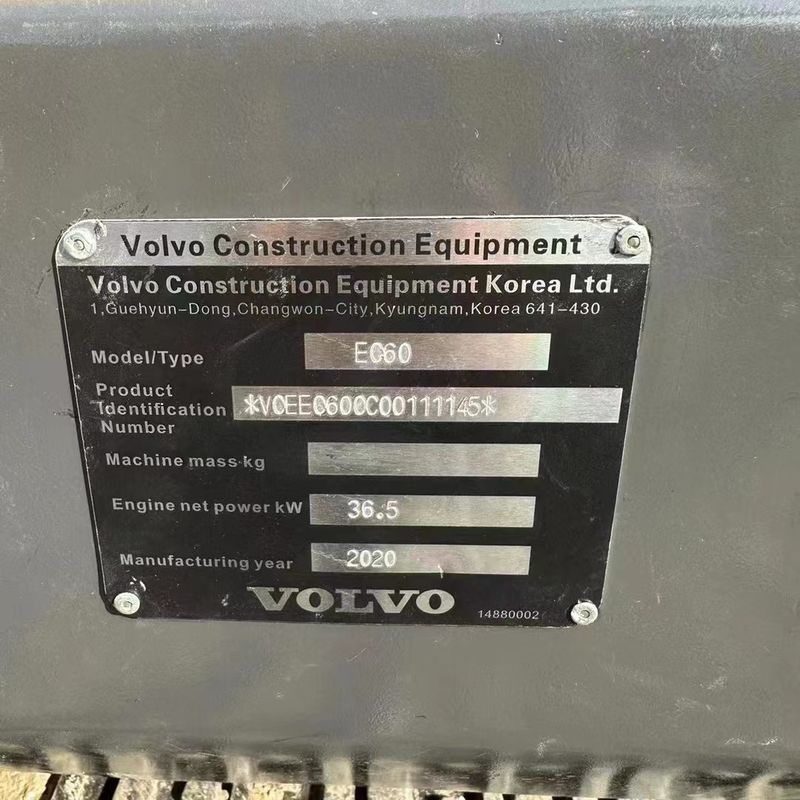 Volvo Construction Equipment
Volvo Construction Equipment Korea Ltd.
1,Guehyun-Dong,Changwon-City,Kyungnam,Korea 641-430
Model/Type EC60
Product Identification Number *VCEEC60CC00111145*
Machine mass·kg
Engine net power kW 36.5
Manufacturing year 2020
VOLVO
14880002